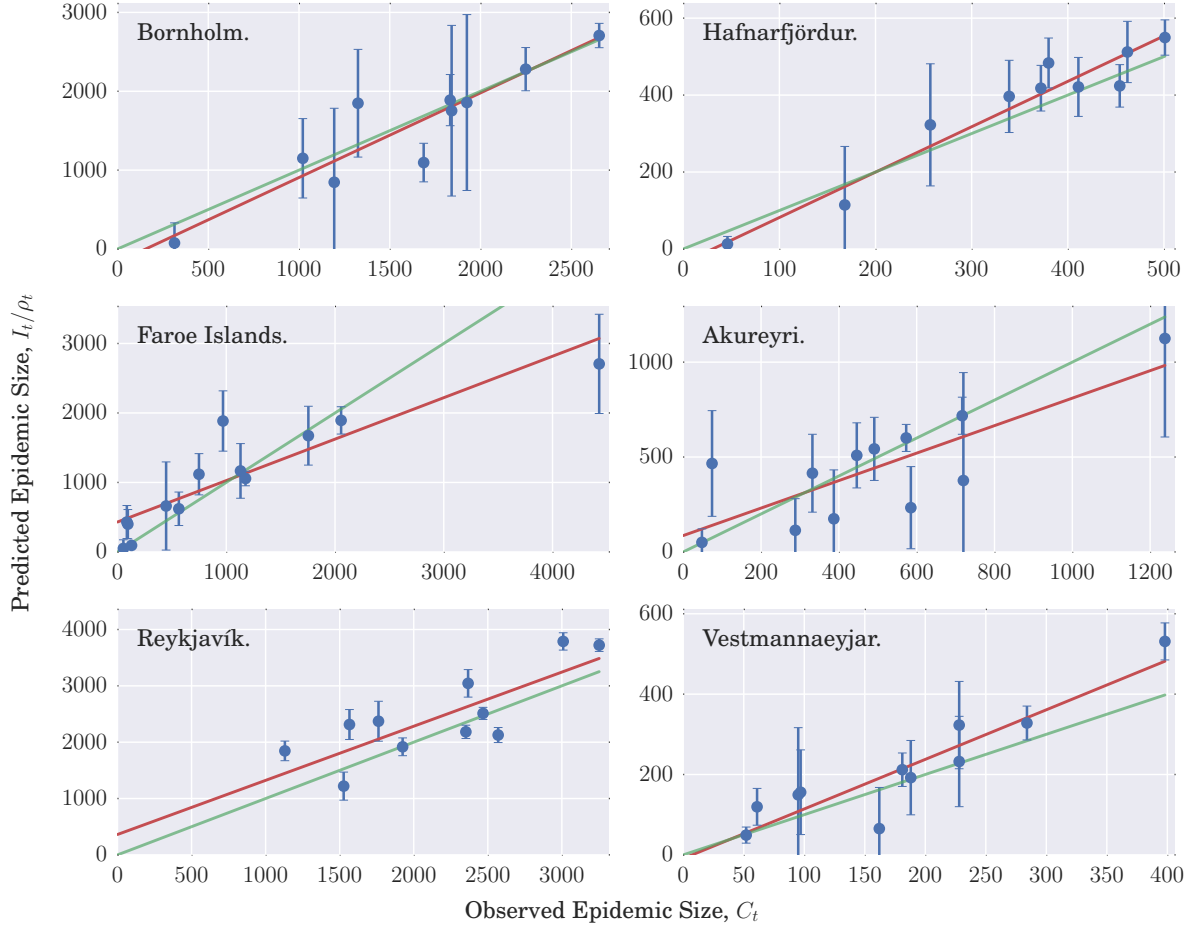 Predicted Epidemic Size, I_t/ρ_t
Bornholm.
3000
2000
1000
0
0 500 1000 1500 2000 2500
Hafnarfjördur.
600
400
200
0
0 100 200 300 400 500
Faroe Islands.
3000
2000
1000
0
0 1000 2000 3000 4000
Akureyri.
1000
500
0
0 200 400 600 800 1000 1200
Reykjavík.
4000
3000
2000
1000
0
0 500 1000 1500 2000 2500 3000
Vestmannaeyjar.
600
400
200
0
0 50 100 150 200 250 300 350 400
Observed Epidemic Size, C_t